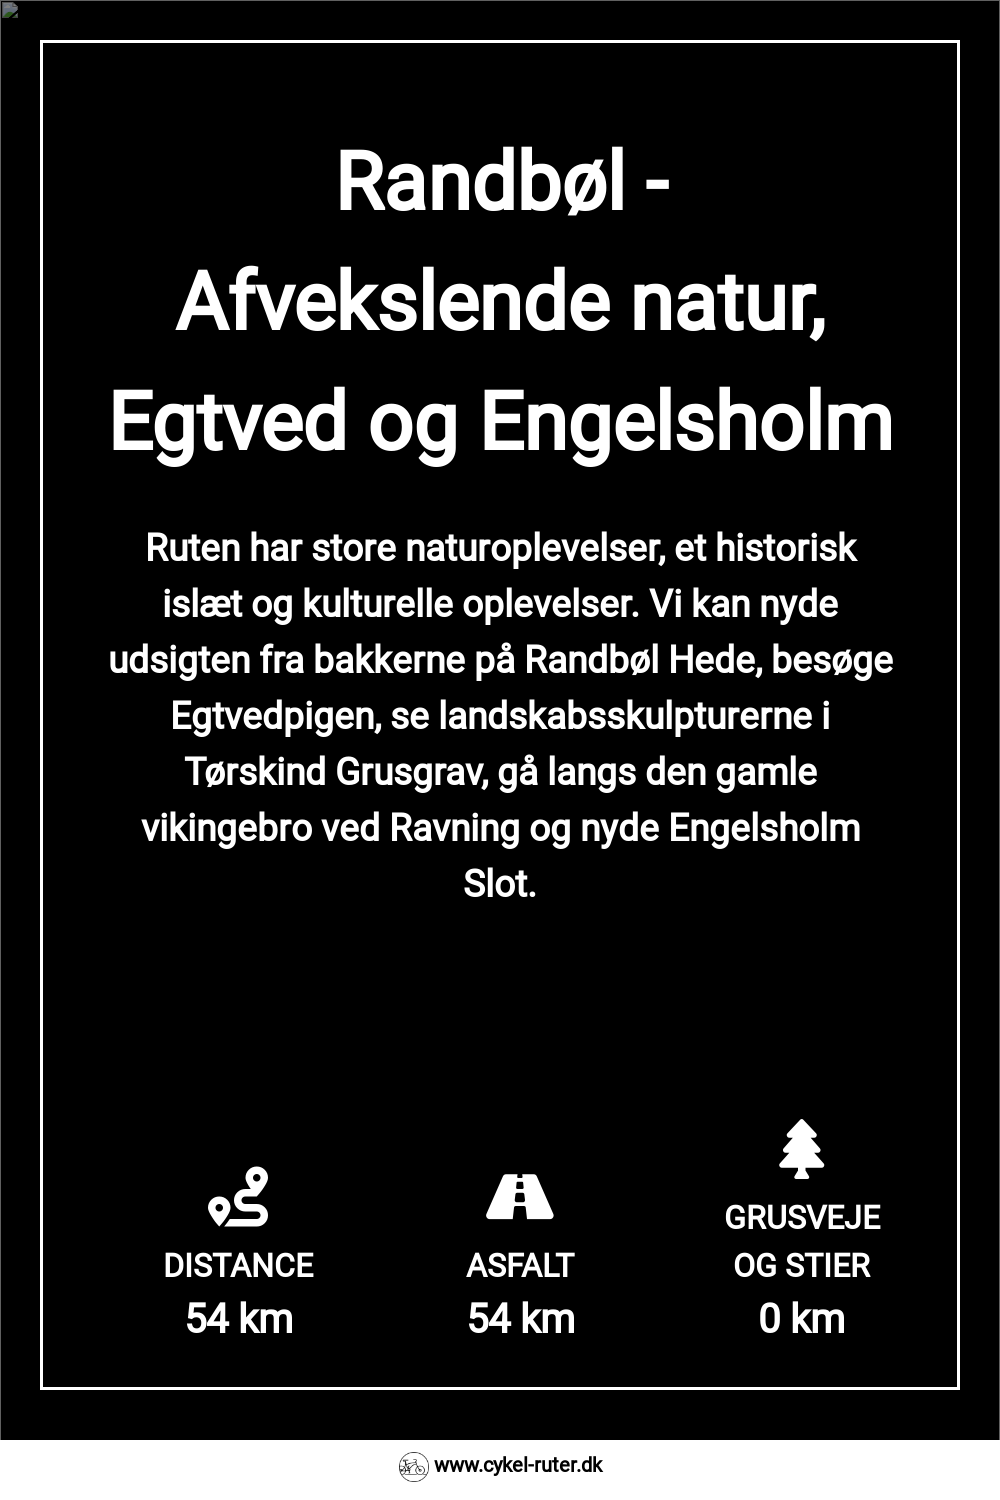 Randbøl -
Afvekslende natur,
Egtved og Engelsholm
Ruten har store naturoplevelser, et historisk
islæt og kulturelle oplevelser. Vi kan nyde
udsigten fra bakkerne på Randbøl Hede, besøge
Egtvedpigen, se landskabsskulpturerne i
Tørskind Grusgrav, gå langs den gamle
vikingebro ved Ravning og nyde Engelsholm
Slot.
DISTANCE
54 km
ASFALT
54 km
GRUSVEJE
OG STIER
0 km
www.cykel-ruter.dk